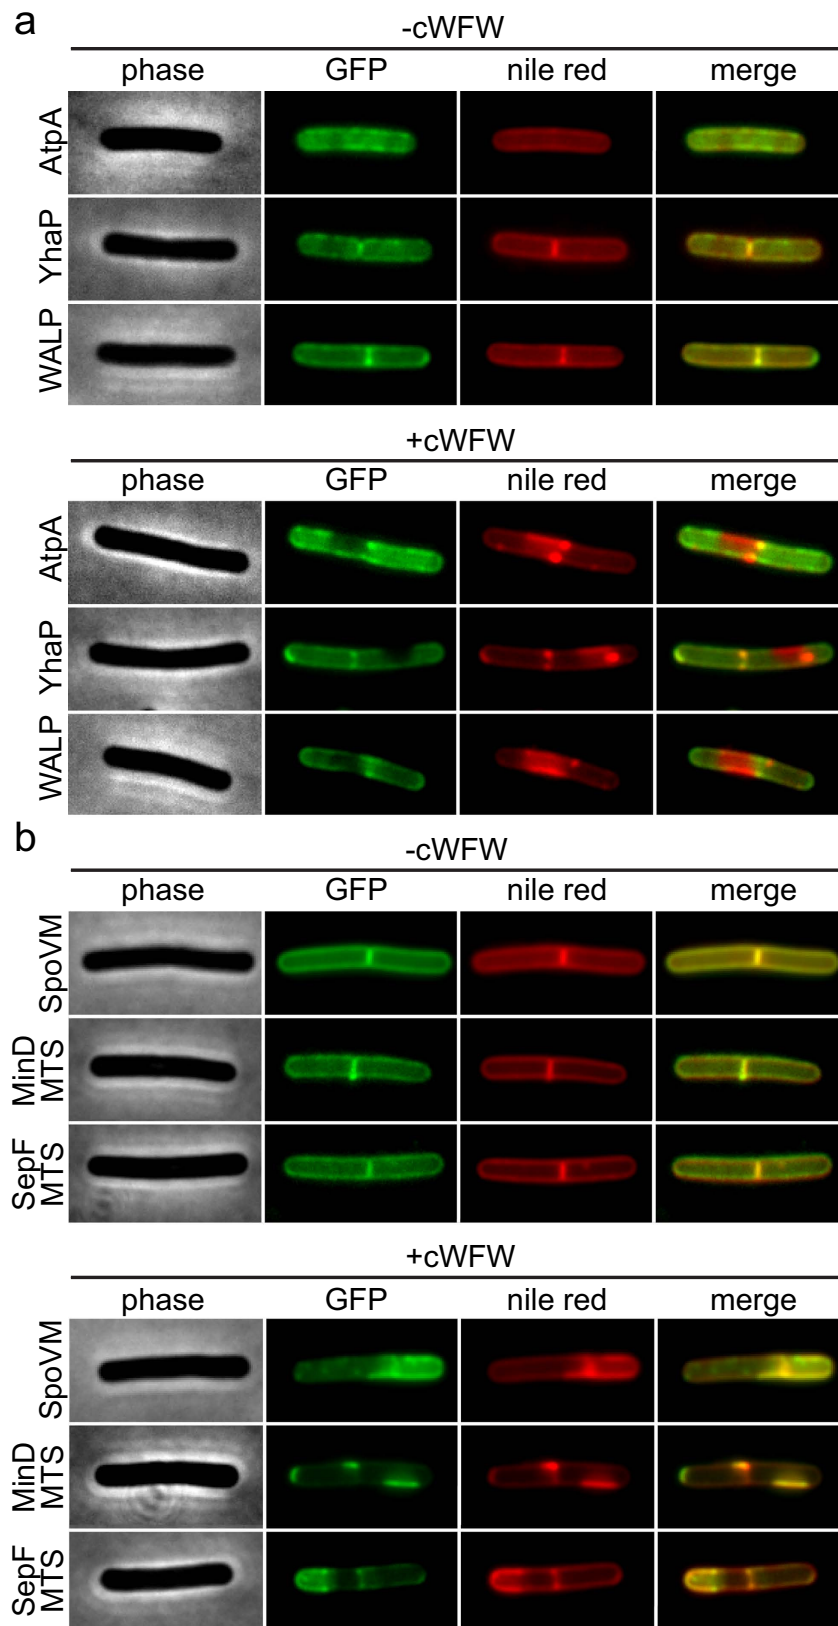 a
-cWFW
phase GFP nile red merge
AtpA
YhaP
WALP
+cWFW
phase GFP nile red merge
AtpA
YhaP
WALP
b
-cWFW
phase GFP nile red merge
SpoVM
MinD
MTS
SepF
MTS
+cWFW
phase GFP nile red merge
SpoVM
MinD
MTS
SepF
MTS